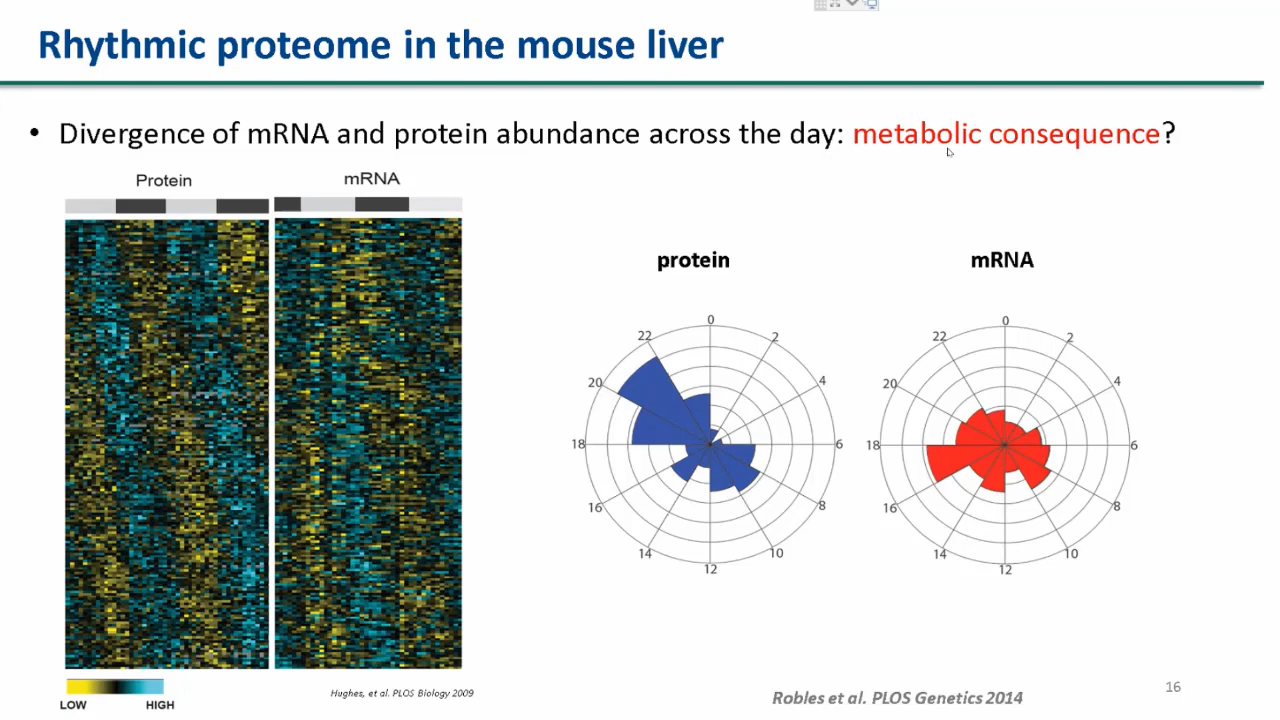 Rhythmic proteome in the mouse liver
• Divergence of mRNA and protein abundance across the day: metabolic consequence?
Protein
mRNA
protein
mRNA
0
2
4
6
8
10
12
14
16
18
20
22
0
2
4
6
8
10
12
14
16
18
20
22
LOW
HIGH
Hughes, et al. PLOS Biology 2009
Robles et al. PLOS Genetics 2014
16